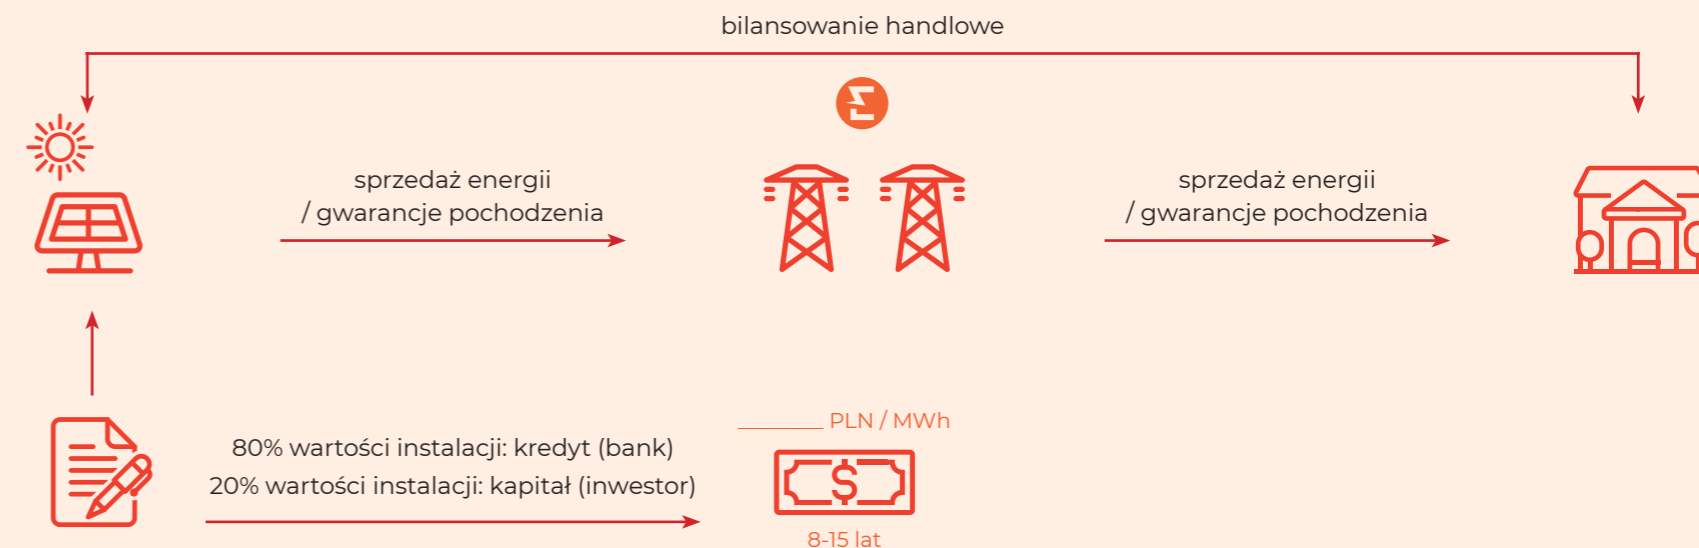 bilansowanie handlowe
sprzedaż energii
/ gwarancje pochodzenia
sprzedaż energii
/ gwarancje pochodzenia
80% wartości instalacji: kredyt (bank)
20% wartości instalacji: kapitał (inwestor)
_______ PLN / MWh
$
8-15 lat